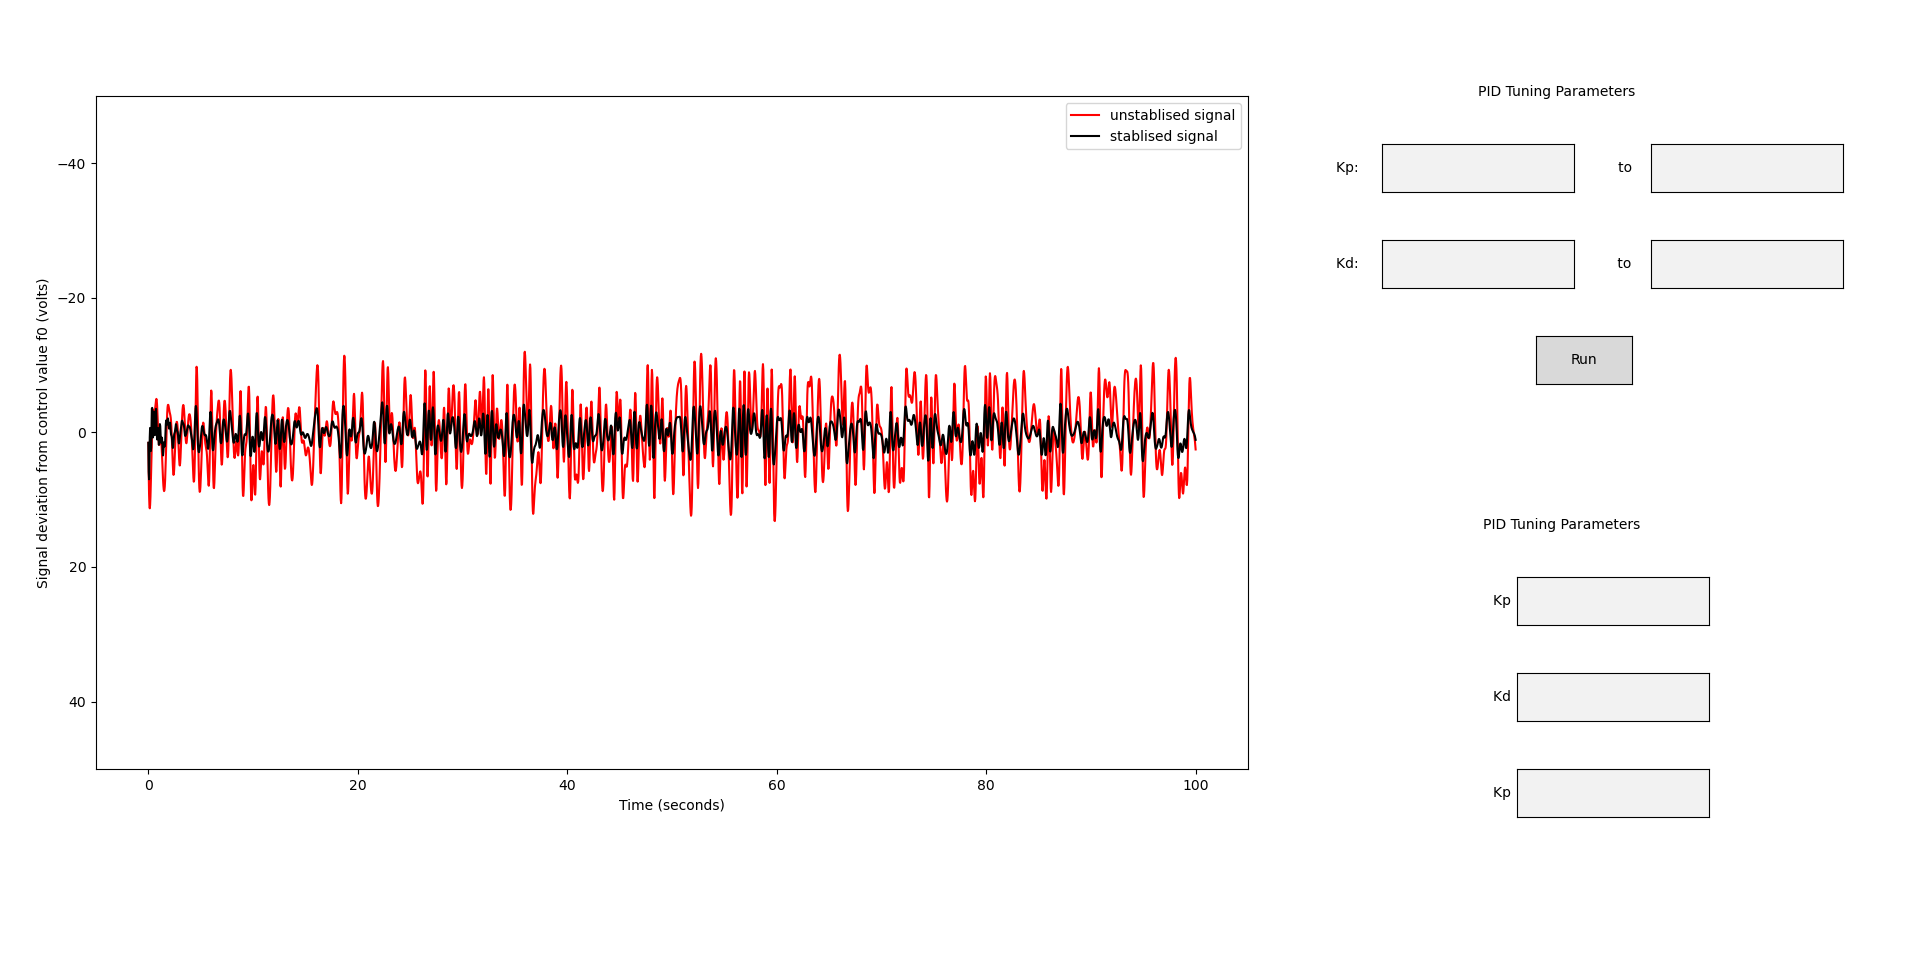 PID Tuning Parameters
unstablised signal
stablised signal
Kp:
to
Kd:
to
Run
−40
−20
0
20
40
Signal deviation from control value f0 (volts)
0
20
40
60
80
100
Time (seconds)
PID Tuning Parameters
Kp
Kd
Kp